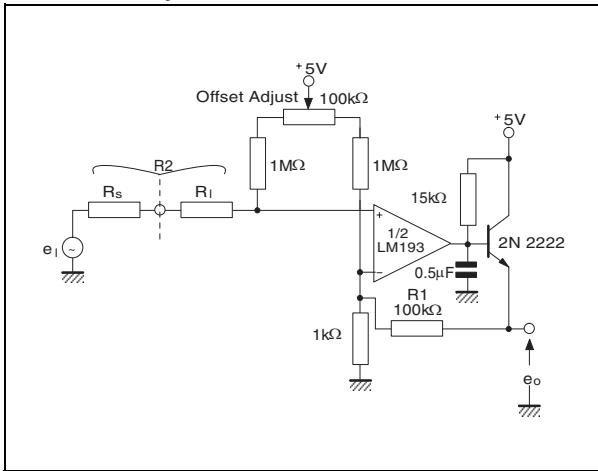 +5V
Offset Adjust 100kΩ
+5V
R2
1MΩ
1MΩ
15kΩ
Rs
Rl
+
1/2
LM193
2N 2222
eI
~
−
0.5μF
R1
100kΩ
1kΩ
eo